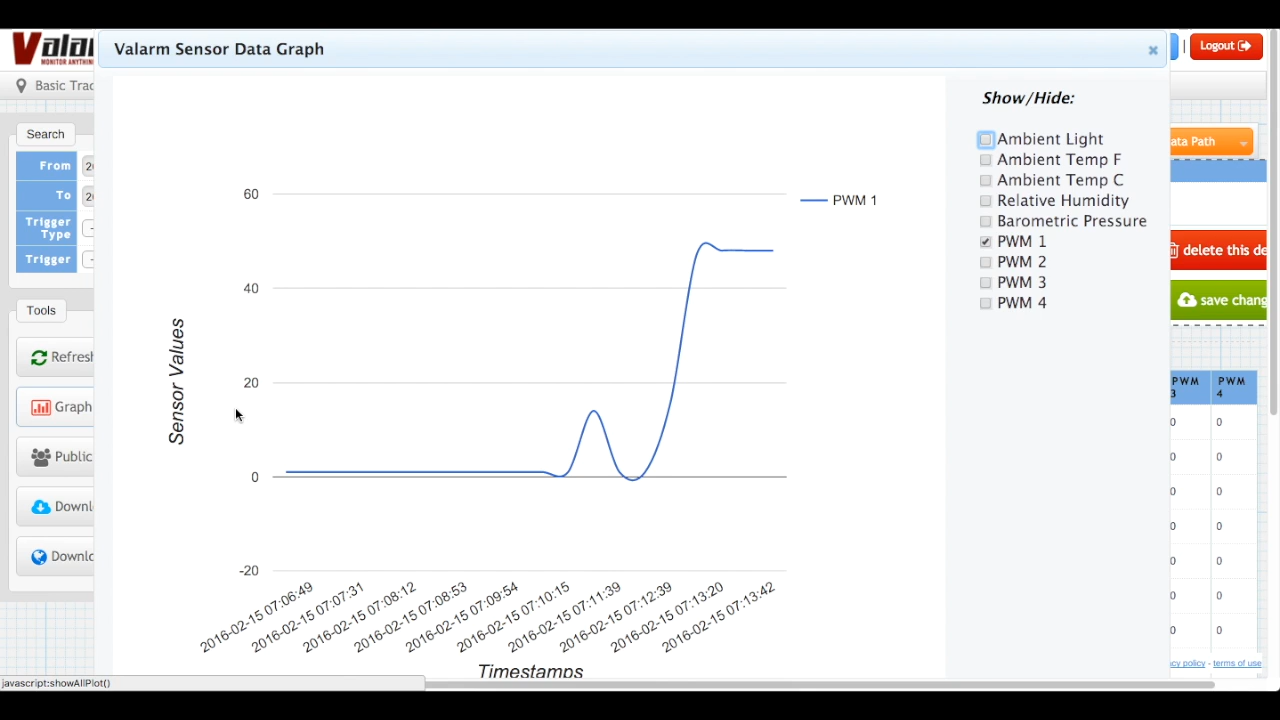 Valarm Sensor Data Graph
Logout
MONITOR ANYTHING
Basic Trac
Show/Hide:
Search
From
To
Trigger Type
Trigger
Tools
Refresh
Graph
Public
Downl
Downlo
Ambient Light
Ambient Temp F
Ambient Temp C
Relative Humidity
Barometric Pressure
PWM 1
PWM 2
PWM 3
PWM 4
PWM 1
60
40
20
0
-20
Sensor Values
2016-02-15 07:06:49
2016-02-15 07:07:31
2016-02-15 07:08:12
2016-02-15 07:08:53
2016-02-15 07:09:54
2016-02-15 07:10:15
2016-02-15 07:11:39
2016-02-15 07:12:39
2016-02-15 07:13:20
2016-02-15 07:13:42
Timestamps
ata Path
delete this de
save chang
PWM 3
PWM 4
0 0
0 0
0 0
0 0
0 0
0 0
0 0
cy policy - terms of use
javascript:showAllPlot()